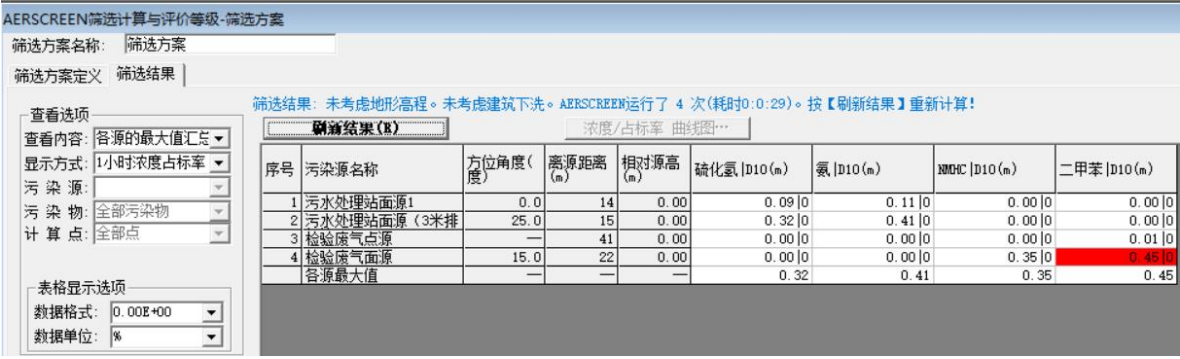 AERSCREEN筛选计算与评价等级-筛选方案
筛选方案名称: 筛选方案
筛选方案定义 筛选结果
筛选结果: 未考虑地形高程。未考虑建筑下洗。AERSCREEN运行了 4 次(耗时0:0:29)。按【刷新结果】重新计算!
查看选项
查看内容: 各源的最大值汇总
显示方式: 1小时浓度占标率
污 染 源:
污 染 物: 全部污染物
计 算 点: 全部点
表格显示选项
数据格式: 0.00E+00
数据单位: %
刷新结果(R) 浓度/占标率 曲线图…
序号 污染源名称 方位角度(度) 离源距离(m) 相对源高(m) 硫化氢|D10(m) 氨|D10(m) NMHC|D10(m) 二甲苯|D10(m)
1 污水处理站面源1 0.0 14 0.00 0.09|0 0.11|0 0.00|0 0.00|0
2 污水处理站面源（3米排 25.0 15 0.00 0.32|0 0.41|0 0.00|0 0.00|0
3 检验废气点源 — 41 0.00 0.00|0 0.00|0 0.00|0 0.01|0
4 检验废气面源 15.0 22 0.00 0.00|0 0.00|0 0.35|0 0.45|0
各源最大值 — — — 0.32 0.41 0.35 0.45